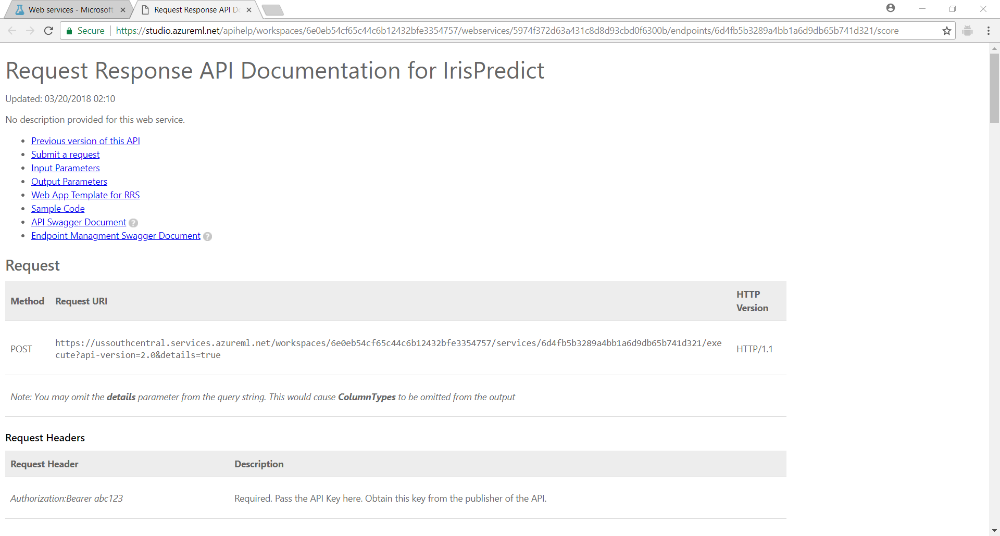 Web services - Microsoft
Request Response API D
Secure
https://studio.azureml.net/apihelp/workspaces/6e0eb54cf65c44c6b12432bfe3354757/webservices/5974f372d63a431c8d8d93cbd0f6300b/endpoints/6d4fb5b3289a4bb1a6d9db65b741d321/score
Request Response API Documentation for IrisPredict
Updated: 03/20/2018 02:10
No description provided for this web service.
• Previous version of this API
• Submit a request
• Input Parameters
• Output Parameters
• Web App Template for RRS
• Sample Code
• API Swagger Document ?
• Endpoint Managment Swagger Document ?
Request
Method Request URI HTTP
Version
POST https://ussouthcentral.services.azureml.net/workspaces/6e0eb54cf65c44c6b12432bfe3354757/services/6d4fb5b3289a4bb1a6d9db65b741d321/exe
cute?api-version=2.0&details=true HTTP/1.1
Note: You may omit the details parameter from the query string. This would cause ColumnTypes to be omitted from the output
Request Headers
Request Header Description
Authorization:Bearer abc123 Required. Pass the API Key here. Obtain this key from the publisher of the API.